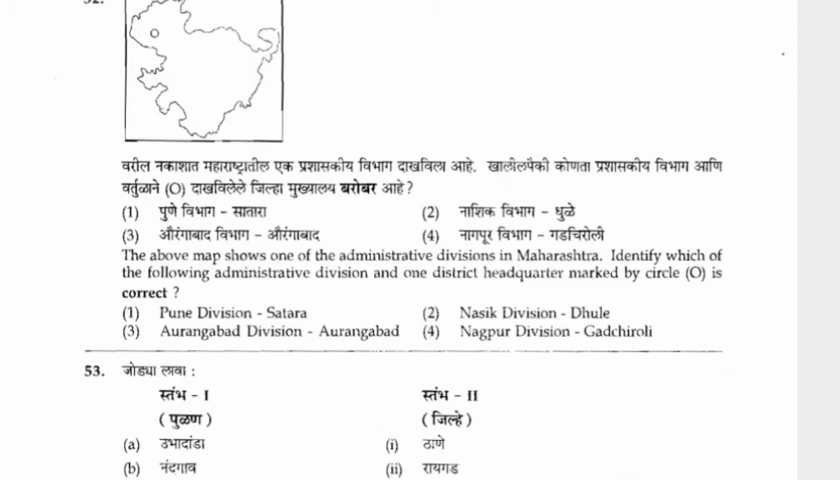 वरील नकाशात महाराष्ट्रातील एक प्रशासकीय विभाग दाखविला आहे. खालीलपैकी कोणता प्रशासकीय विभाग आणि
वर्तुळाने (O) दाखविलेले जिल्हा मुख्यालय बरोबर आहे ?
(1) पुणे विभाग – सातारा (2) नाशिक विभाग – धुळे
(3) औरंगाबाद विभाग – औरंगाबाद (4) नागपूर विभाग – गडचिरोली
The above map shows one of the administrative divisions in Maharashtra. Identify which of
the following administrative division and one district headquarter marked by circle (O) is
correct ?
(1) Pune Division - Satara (2) Nasik Division - Dhule
(3) Aurangabad Division - Aurangabad (4) Nagpur Division - Gadchiroli
53. जोड्या लावा :
स्तंभ - I स्तंभ - II
( पुळण ) ( जिल्हे )
(a) उभादांडा (i) ठाणे
(b) नंदगाव (ii) रायगड